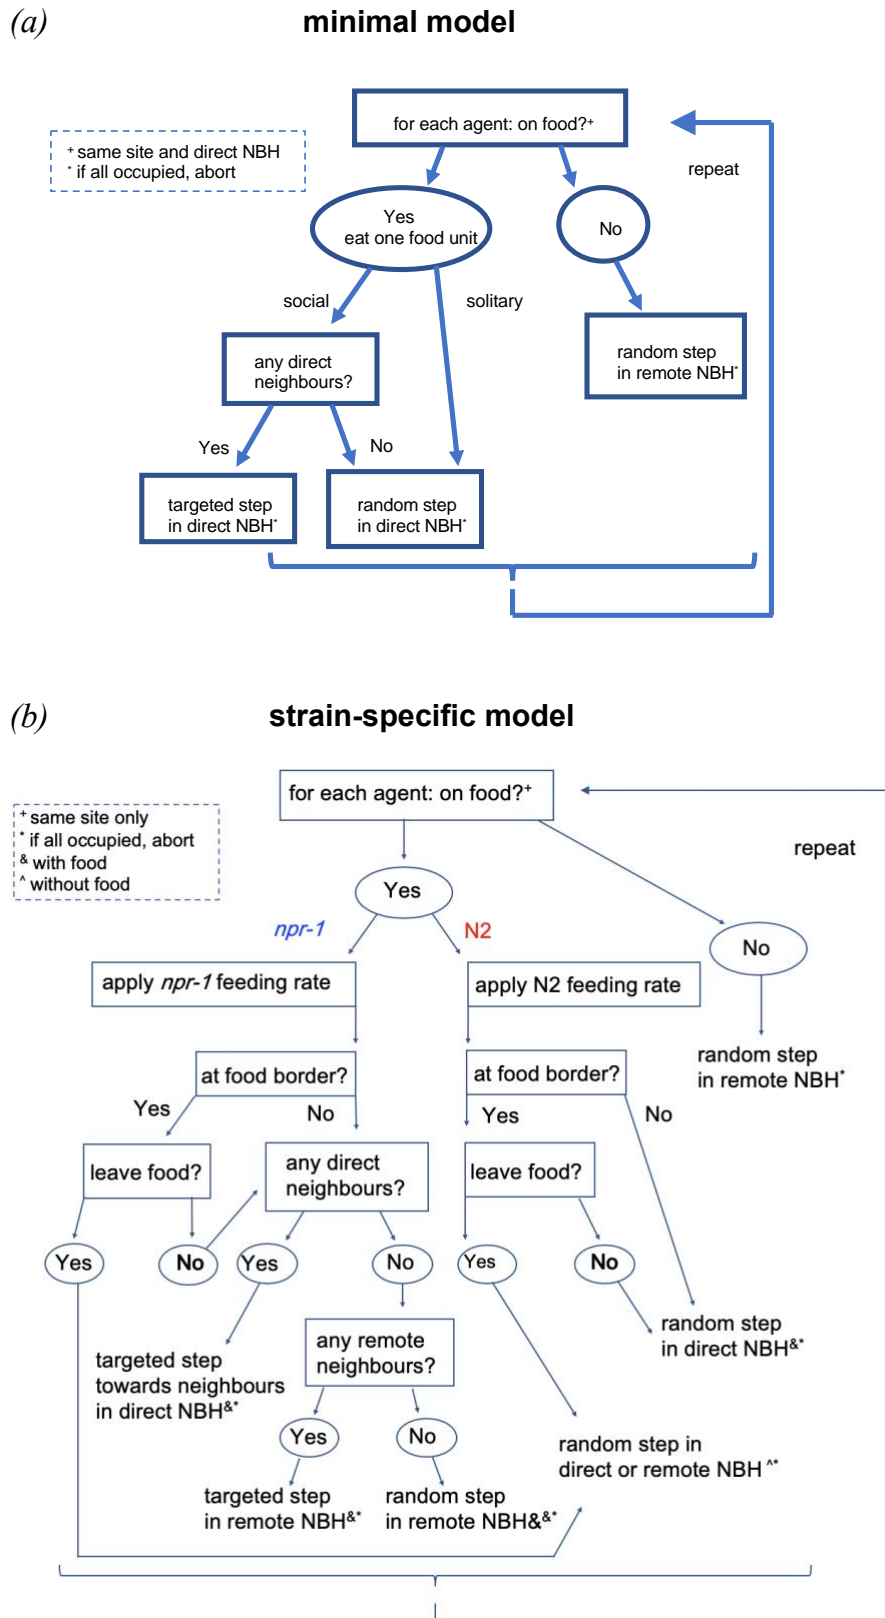 (a)
minimal model
for each agent: on food?⁺
⁺ same site and direct NBH
* if all occupied, abort
repeat
Yes
eat one food unit
No
social
solitary
any direct
neighbours?
random step
in remote NBH*
Yes
No
targeted step
in direct NBH*
random step
in direct NBH*
(b)
strain-specific model
for each agent: on food?⁺
⁺ same site only
* if all occupied, abort
& with food
^ without food
repeat
Yes
npr-1
N2
No
apply npr-1 feeding rate
apply N2 feeding rate
random step
in remote NBH*
at food border?
at food border?
Yes
No
Yes
No
leave food?
any direct
neighbours?
leave food?
Yes
No
Yes
No
Yes
No
random step
in direct NBH&*
any remote
neighbours?
targeted step
towards neighbours
in direct NBH&*
Yes
No
random step in
direct or remote NBH ^*
targeted step
in remote NBH&*
random step
in remote NBH&&*